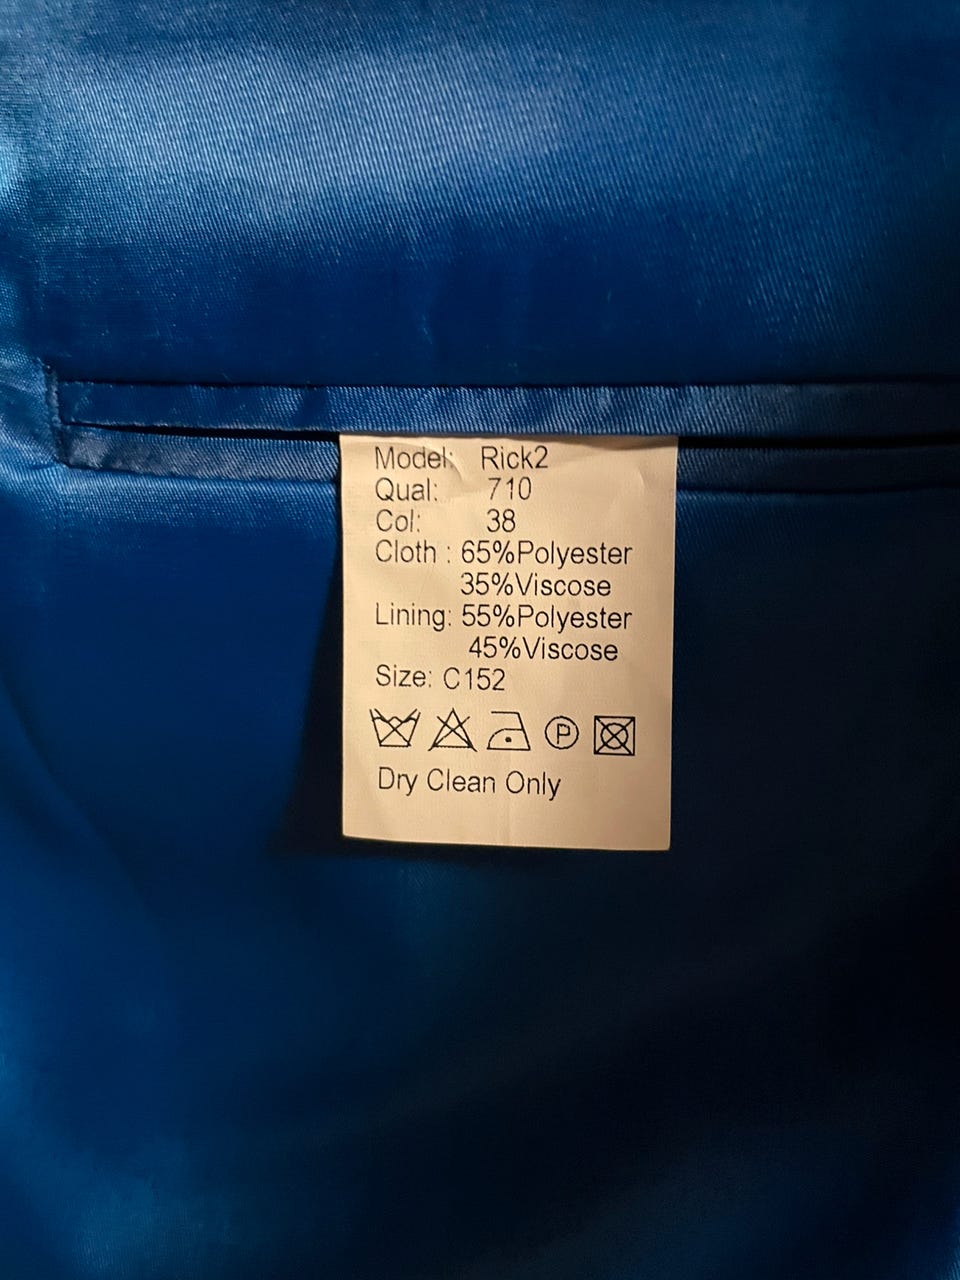 Model: Rick2
Qual: 710
Col: 38
Cloth : 65%Polyester
35%Viscose
Lining: 55%Polyester
45%Viscose
Size: C152
P
Dry Clean Only